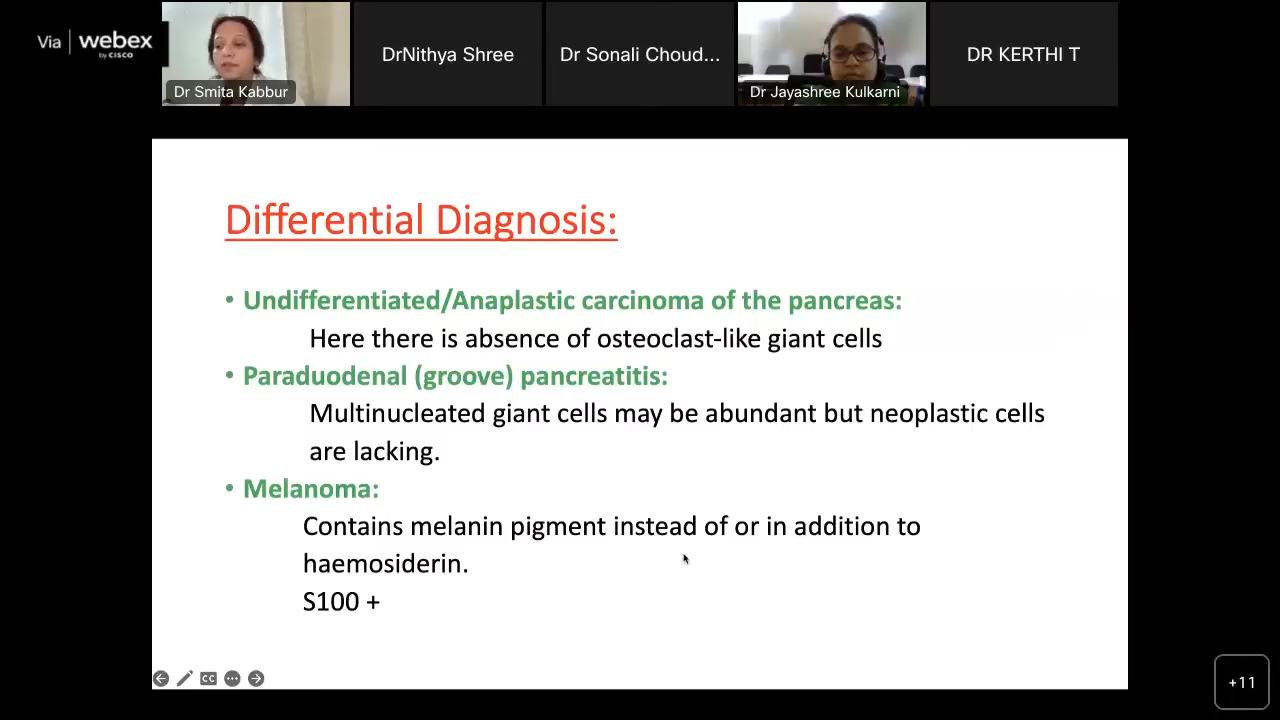 Via webex
by CISCO
Dr Smita Kabbur
DrNithya Shree
Dr Sonali Choud...
Dr Jayashree Kulkarni
DR KERTHI T
Differential Diagnosis:
• Undifferentiated/Anaplastic carcinoma of the pancreas:
Here there is absence of osteoclast-like giant cells
• Paraduodenal (groove) pancreatitis:
Multinucleated giant cells may be abundant but neoplastic cells
are lacking.
• Melanoma:
Contains melanin pigment instead of or in addition to
haemosiderin.
S100 +
CC
+11